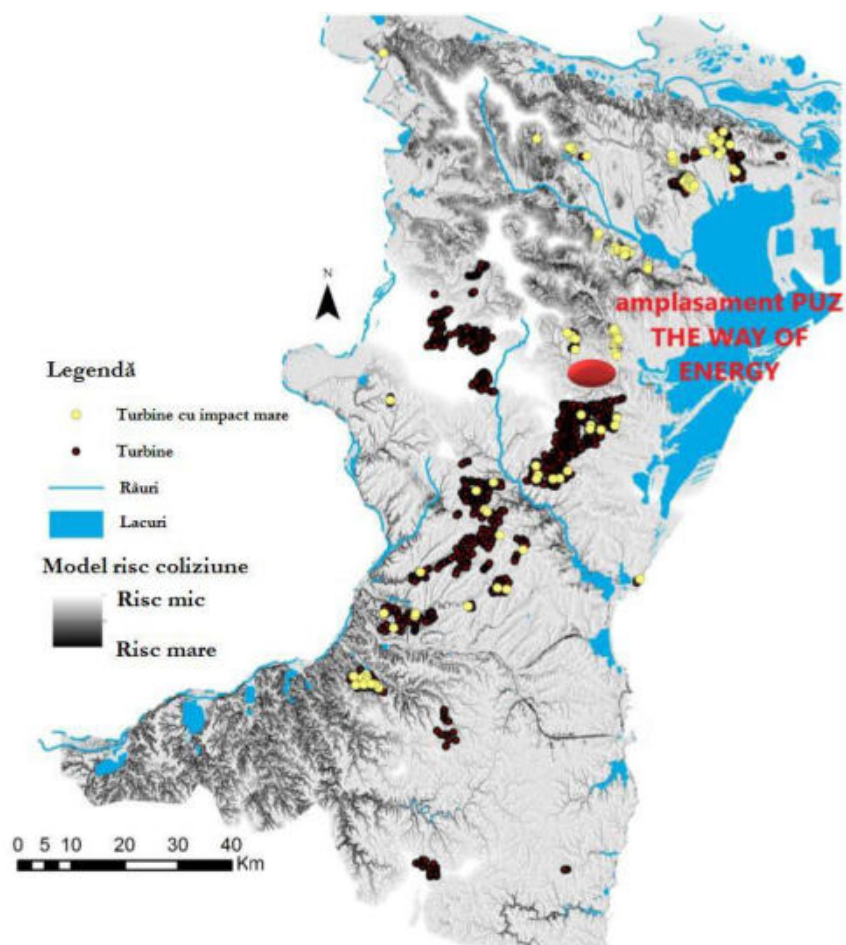 N
amplasament PUZ
THE WAY OF
ENERGY
Legendă
Turbine cu impact mare
Turbine
Râuri
Lacuri
Model risc coliziune
Risc mic
Risc mare
0 5 10 20 30 40
Km